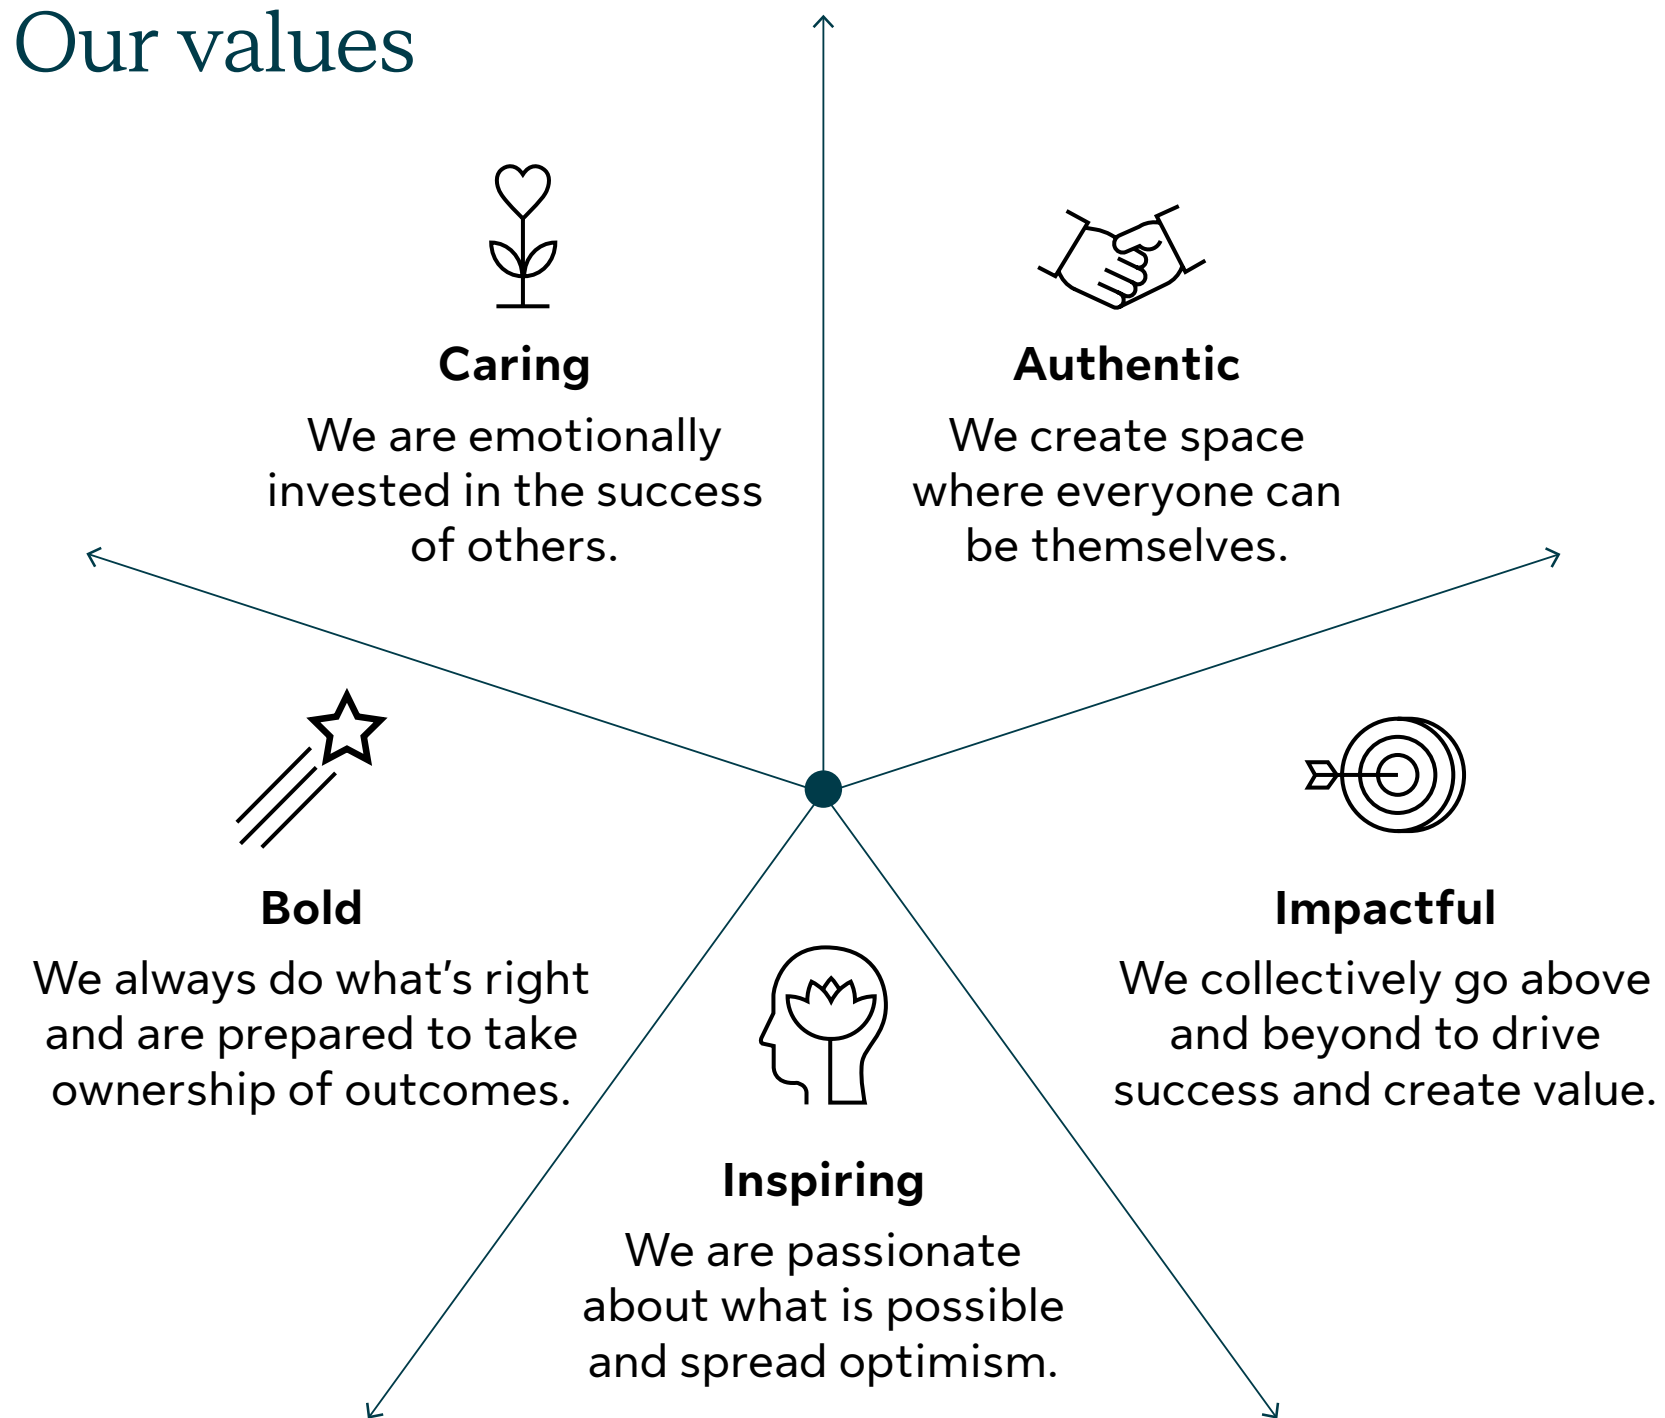 Our values
Caring
We are emotionally
invested in the success
of others.
Authentic
We create space
where everyone can
be themselves.
Bold
We always do what’s right
and are prepared to take
ownership of outcomes.
Impactful
We collectively go above
and beyond to drive
success and create value.
Inspiring
We are passionate
about what is possible
and spread optimism.